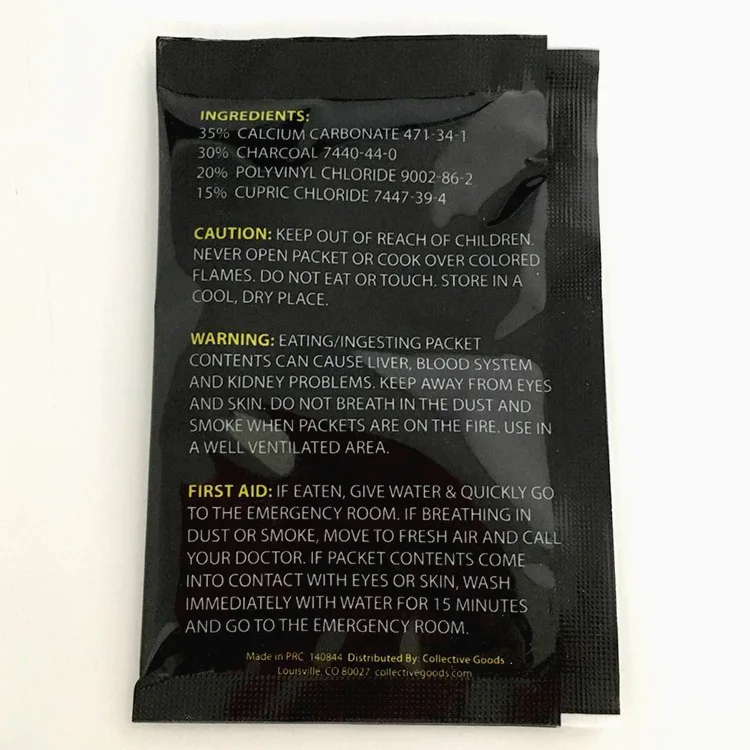 INGREDIENTS:
35% CALCIUM CARBONATE 471-34-1
30% CHARCOAL 7440-44-0
20% POLYVINYL CHLORIDE 9002-86-2
15% CUPRIC CHLORIDE 7447-39-4
CAUTION: KEEP OUT OF REACH OF CHILDREN.
NEVER OPEN PACKET OR COOK OVER COLORED
FLAMES. DO NOT EAT OR TOUCH. STORE IN A
COOL, DRY PLACE.
WARNING: EATING/INGESTING PACKET
CONTENTS CAN CAUSE LIVER, BLOOD SYSTEM
AND KIDNEY PROBLEMS. KEEP AWAY FROM EYES
AND SKIN. DO NOT BREATH IN THE DUST AND
SMOKE WHEN PACKETS ARE ON THE FIRE. USE IN
A WELL VENTILATED AREA.
FIRST AID: IF EATEN, GIVE WATER & QUICKLY GO
TO THE EMERGENCY ROOM. IF BREATHING IN
DUST OR SMOKE, MOVE TO FRESH AIR AND CALL
YOUR DOCTOR. IF PACKET CONTENTS COME
INTO CONTACT WITH EYES OR SKIN, WASH
IMMEDIATELY WITH WATER FOR 15 MINUTES
AND GO TO THE EMERGENCY ROOM.
Made in PRC 140844 Distributed By: Collective Goods .
Louisville, CO 80027 collectivegoods.com